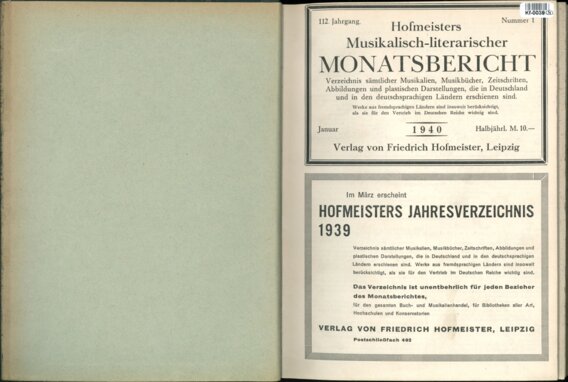 112. Jahrgang.
Nummer 1
Hofmeisters
Musikalisch-literarischer
MONATSBERICHT
Verzeichnis sämtlicher Musikalien, Musikbücher, Zeitschriften,
Abbildungen und plastischen Darstellungen, die in Deutschland
und in den deutschsprachigen Ländern erschienen sind.
Werke aus fremdsprachigen Ländern sind insoweit berücksichtigt,
als sie für den Vertrieb im Deutschen Reiche wichtig sind.
Januar
1940
Halbjährl. M. 10.—
Verlag von Friedrich Hofmeister, Leipzig
Im März erscheint
HOFMEISTERS JAHRESVERZEICHNIS
1939
Verzeichnis sämtlicher Musikalien, Musikbücher, Zeitschriften, Abbildungen und
plastischen Darstellungen, die in Deutschland und in den deutschsprachigen
Ländern erschienen sind. Werke aus fremdsprachigen Ländern sind insoweit
berücksichtigt, als sie für den Vertrieb im Deutschen Reiche wichtig sind.
Das Verzeichnis ist unentbehrlich für jeden Bezieher
des Monatsberichtes,
für den gesamten Buch- und Musikalienhandel, für Bibliotheken aller Art,
Hochschulen und Konservatorien
VERLAG VON FRIEDRICH HOFMEISTER, LEIPZIG
Postschließfach 492